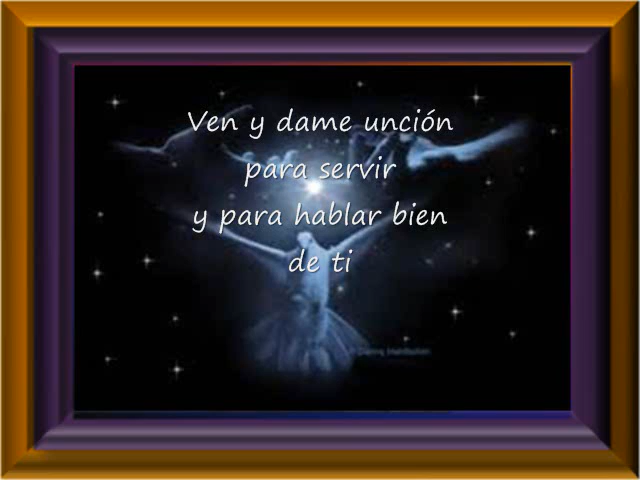 Ven y dame unción
para servir
y para hablar bien
de ti